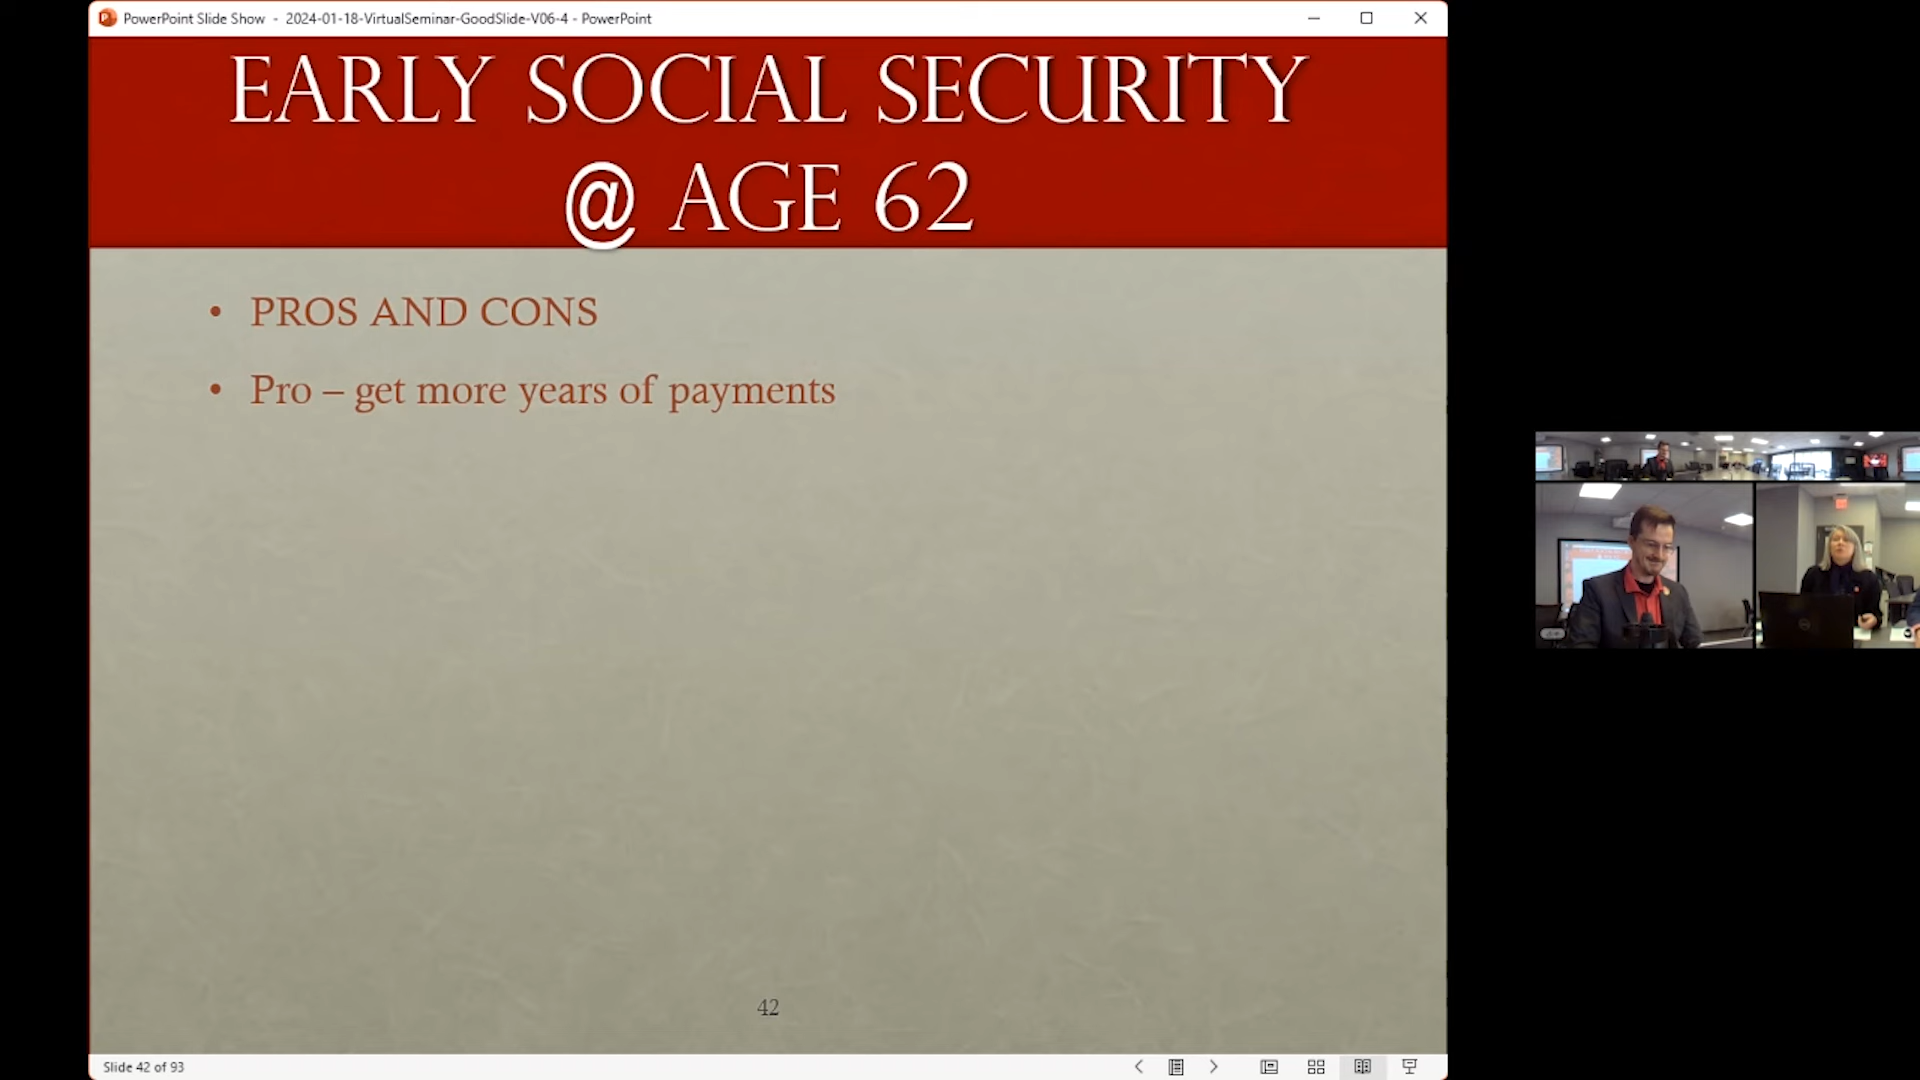 PowerPoint Slide Show - 2024-01-18-VirtualSeminar-GoodSlide-V06-4 - PowerPoint
EARLY SOCIAL SECURITY
@ AGE 62
• PROS AND CONS
• Pro – get more years of payments
42
Slide 42 of 93